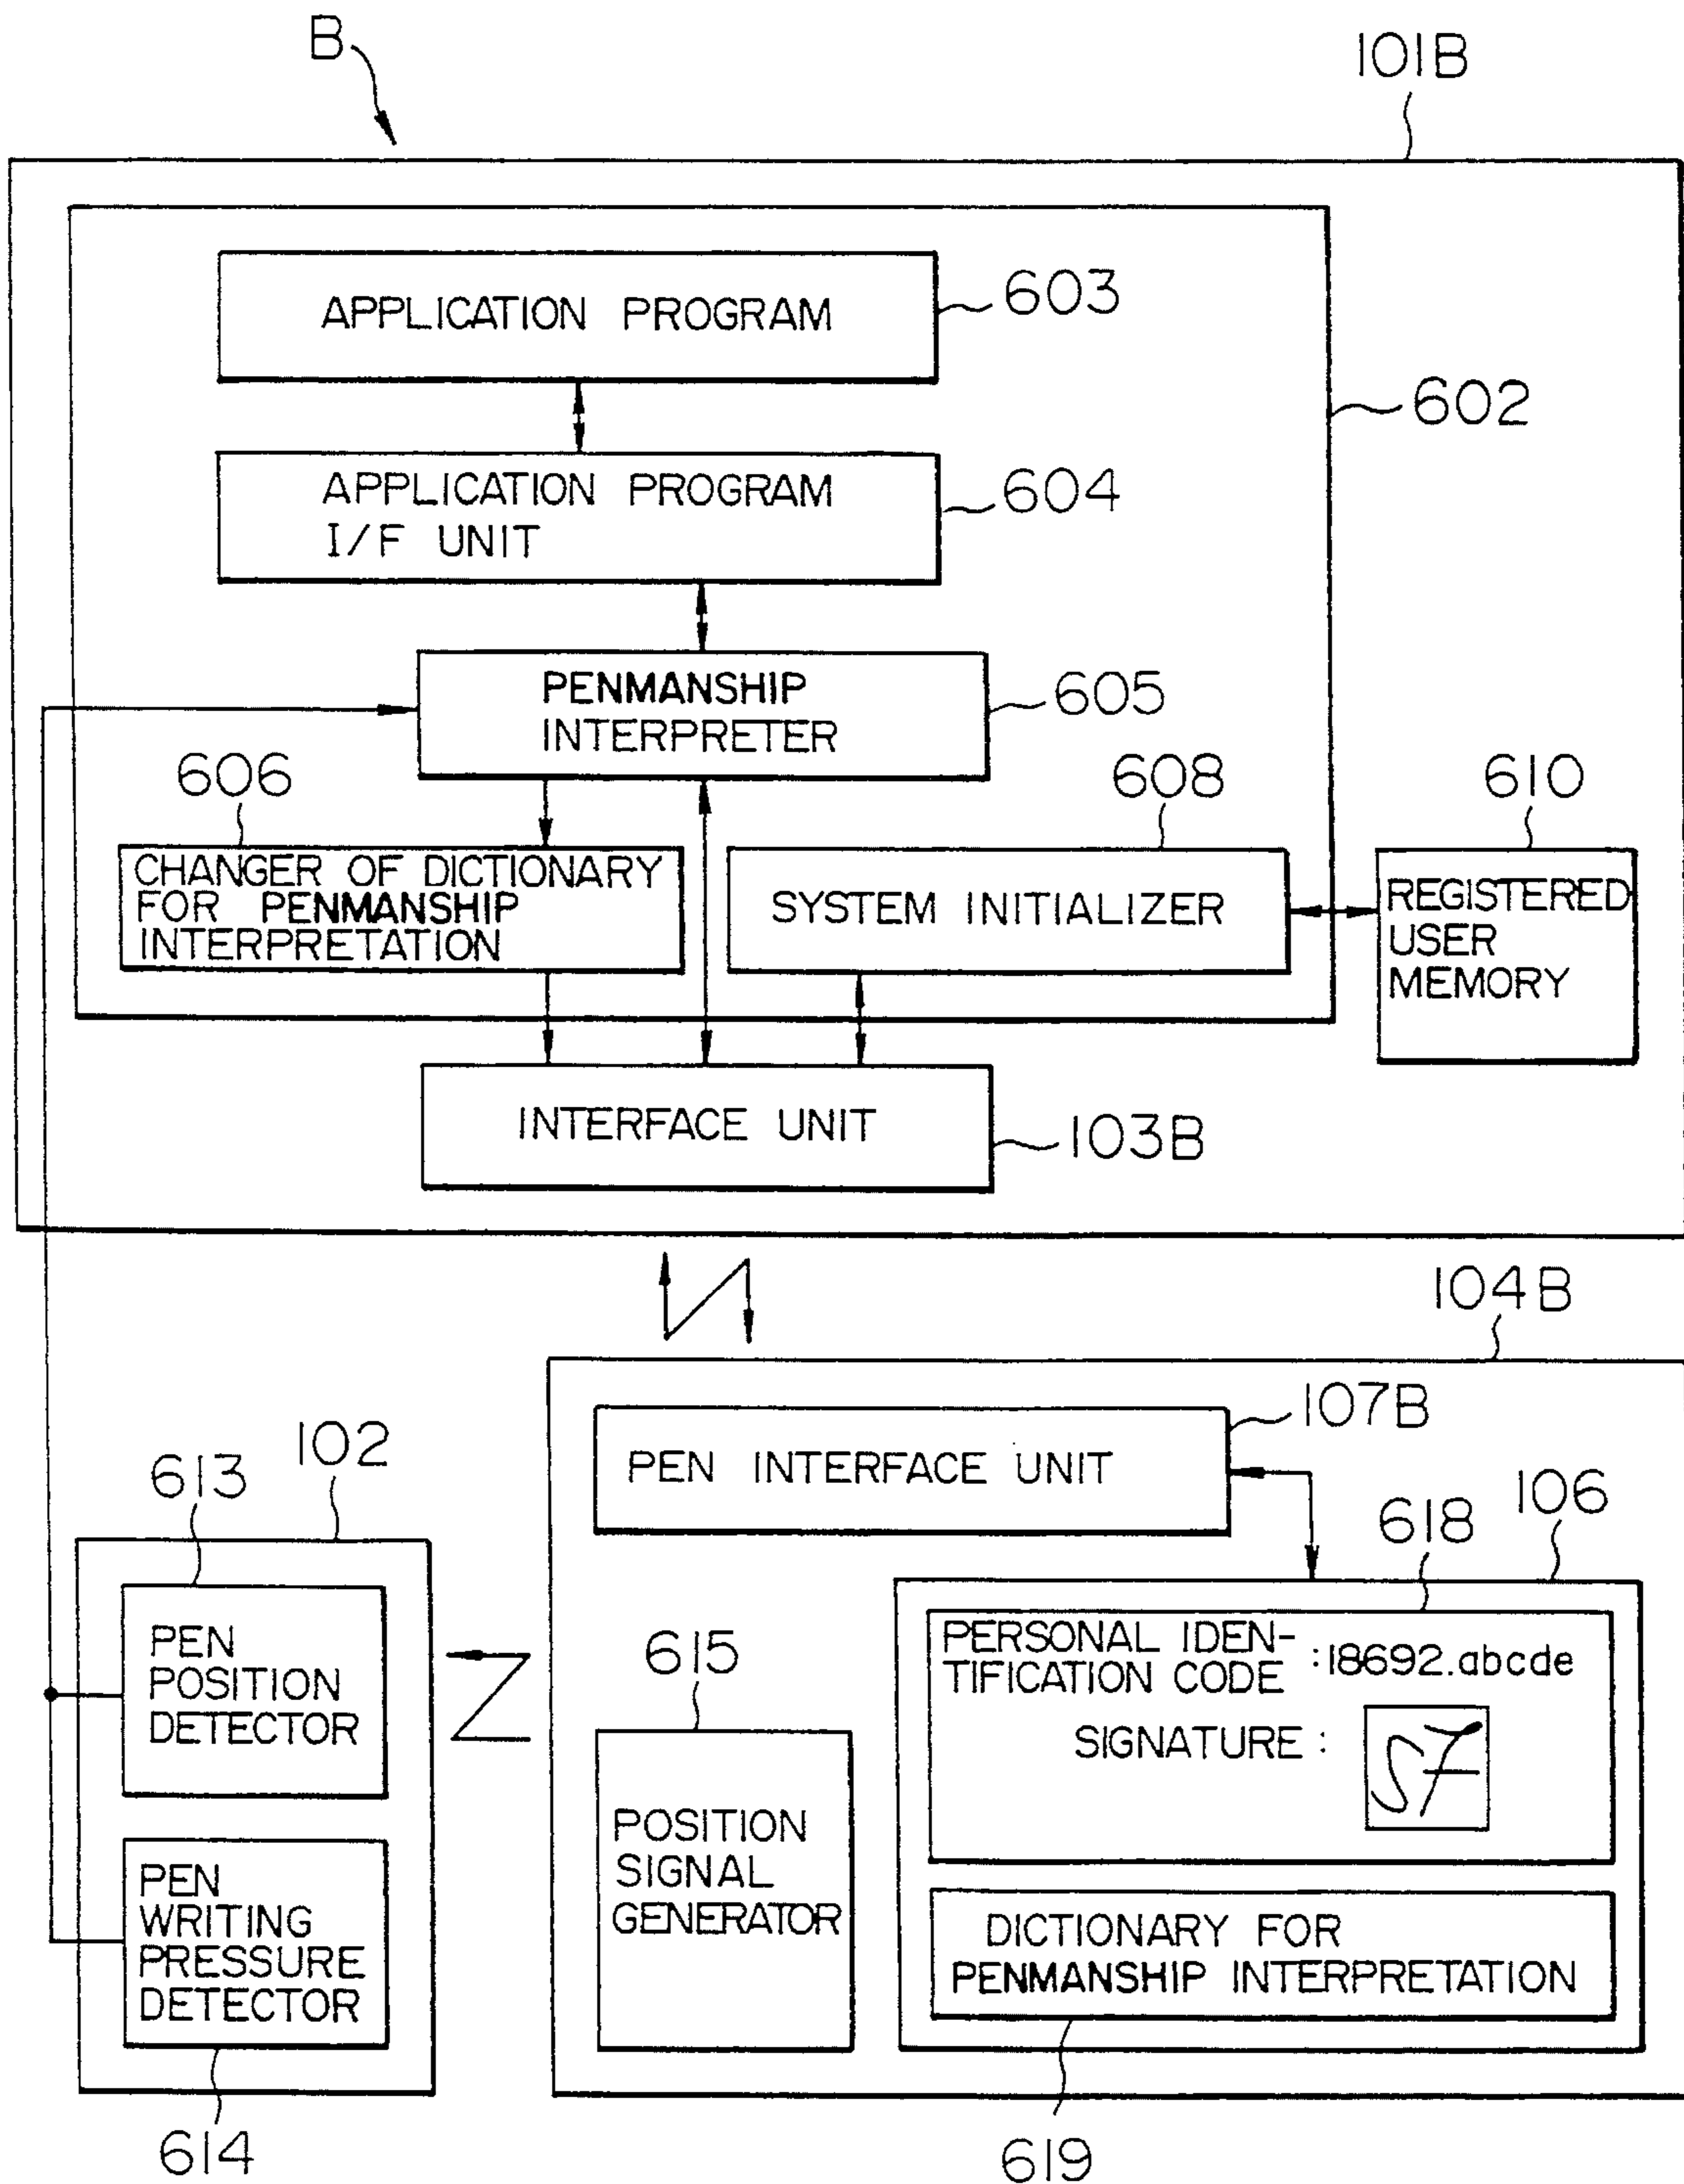 B
101B
APPLICATION PROGRAM
603
602
APPLICATION PROGRAM
I/F UNIT
604
PENMANSHIP
INTERPRETER
605
606
608
610
CHANGER OF DICTIONARY
FOR PENMANSHIP
INTERPRETATION
SYSTEM INITIALIZER
REGISTERED
USER
MEMORY
INTERFACE UNIT
103B
104B
107B
PEN INTERFACE UNIT
102
613
106
618
PEN
POSITION
DETECTOR
615
PERSONAL IDEN-
TIFICATION CODE
:18692.abcde
SIGNATURE :
SF
POSITION
SIGNAL
GENERATOR
PEN
WRITING
PRESSURE
DETECTOR
DICTIONARY FOR
PENMANSHIP INTERPRETATION
614
619